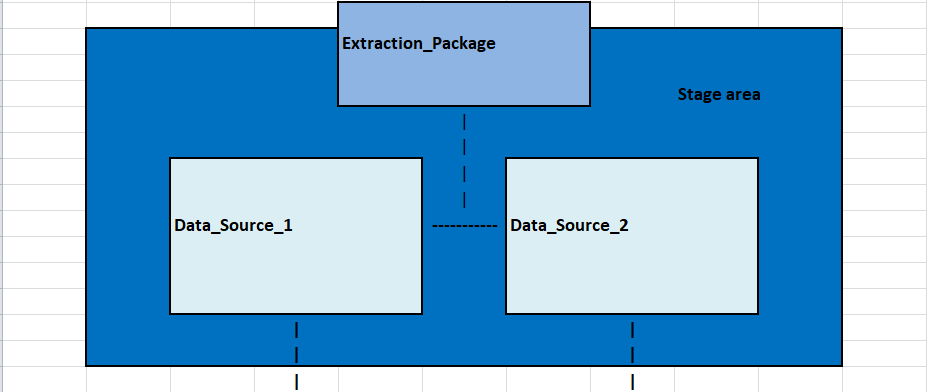 Extraction_Package
Stage area
Data_Source_1
Data_Source_2